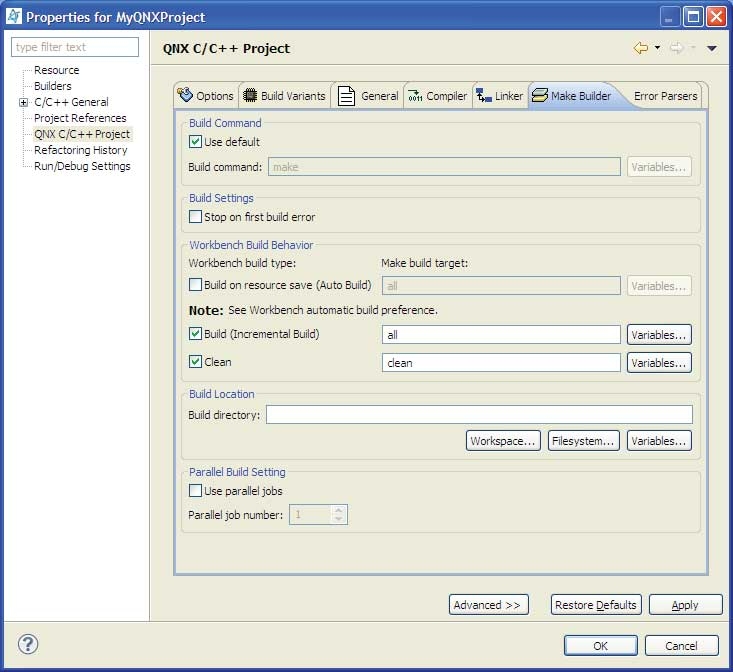 Properties for MyQNXProject
type filter text
Resource
Builders
C/C++ General
Project References
QNX C/C++ Project
Refactoring History
Run/Debug Settings
QNX C/C++ Project
Options Build Variants General Compiler Linker Make Builder Error Parsers
Build Command
Use default
Build command: make Variables...
Build Settings
Stop on first build error
Workbench Build Behavior
Workbench build type: Make build target:
Build on resource save (Auto Build) all Variables...
Note: See Workbench automatic build preference.
Build (Incremental Build) all Variables...
Clean clean Variables...
Build Location
Build directory:
Workspace... Filesystem... Variables...
Parallel Build Setting
Use parallel jobs
Parallel job number: 1
Advanced >> Restore Defaults Apply
? OK Cancel